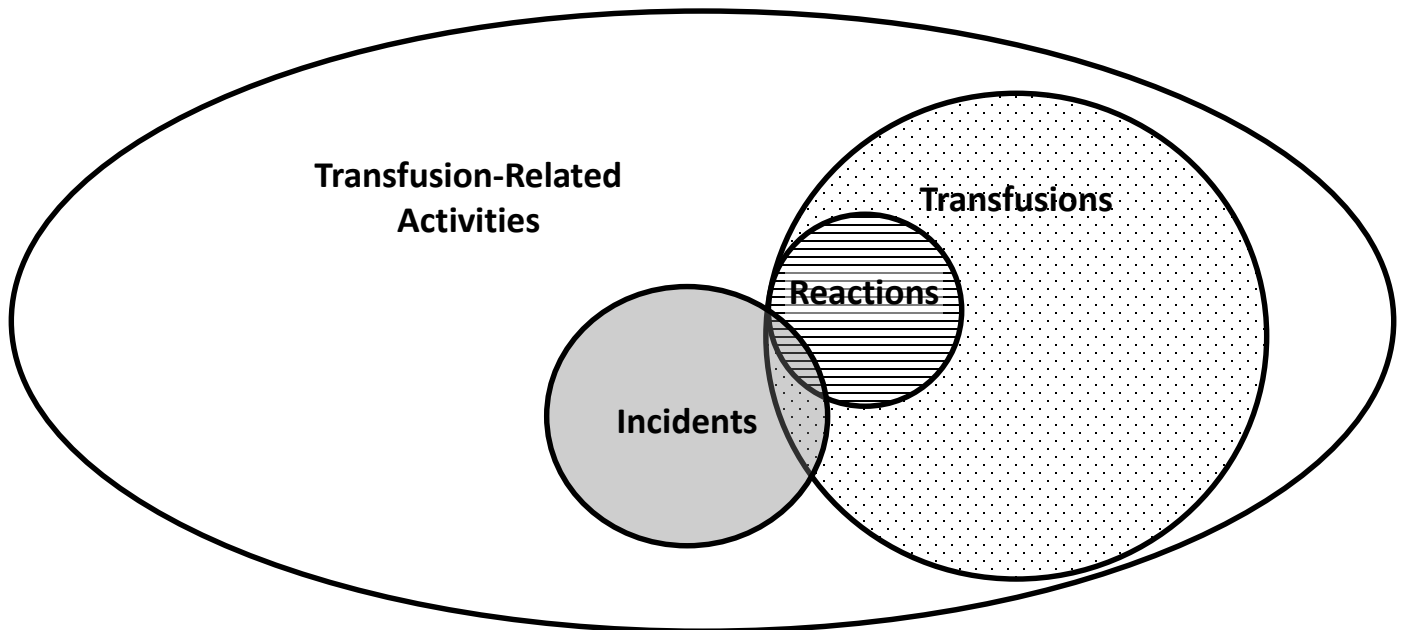 Transfusion-Related
Activities
Transfusions
Reactions
Incidents